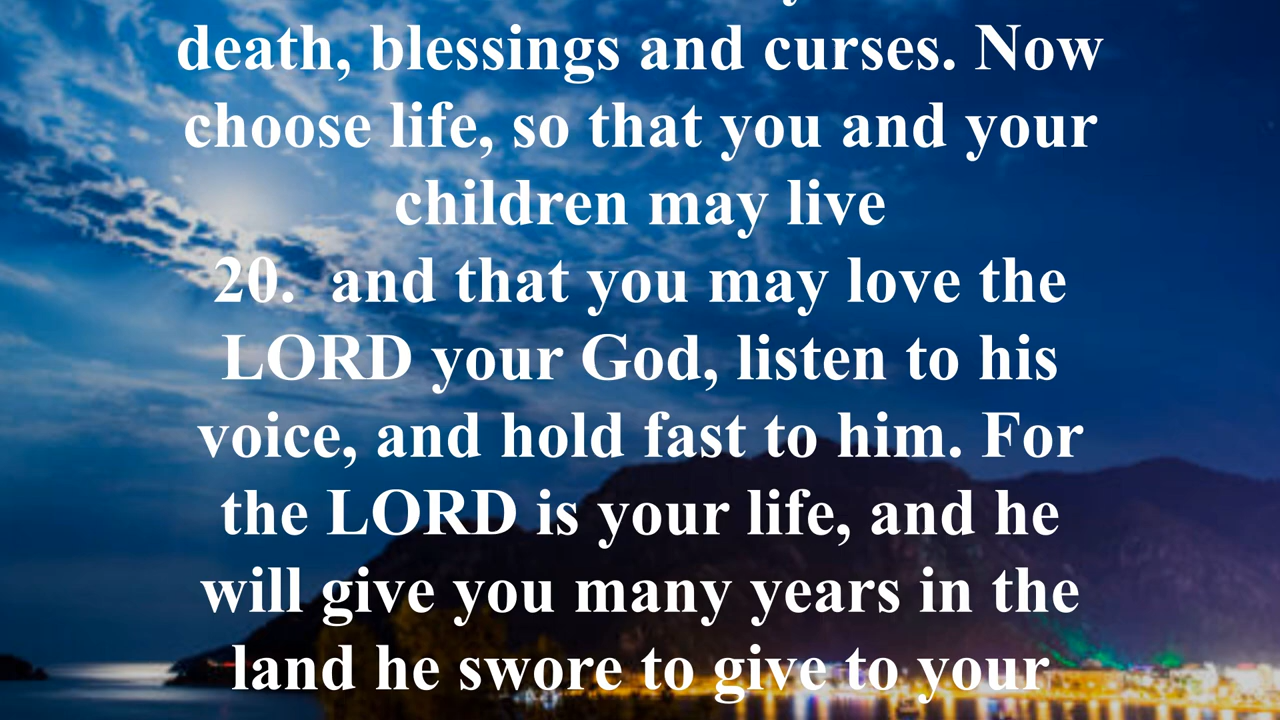 death, blessings and curses. Now
choose life, so that you and your
children may live
20. and that you may love the
LORD your God, listen to his
voice, and hold fast to him. For
the LORD is your life, and he
will give you many years in the
land he swore to give to your